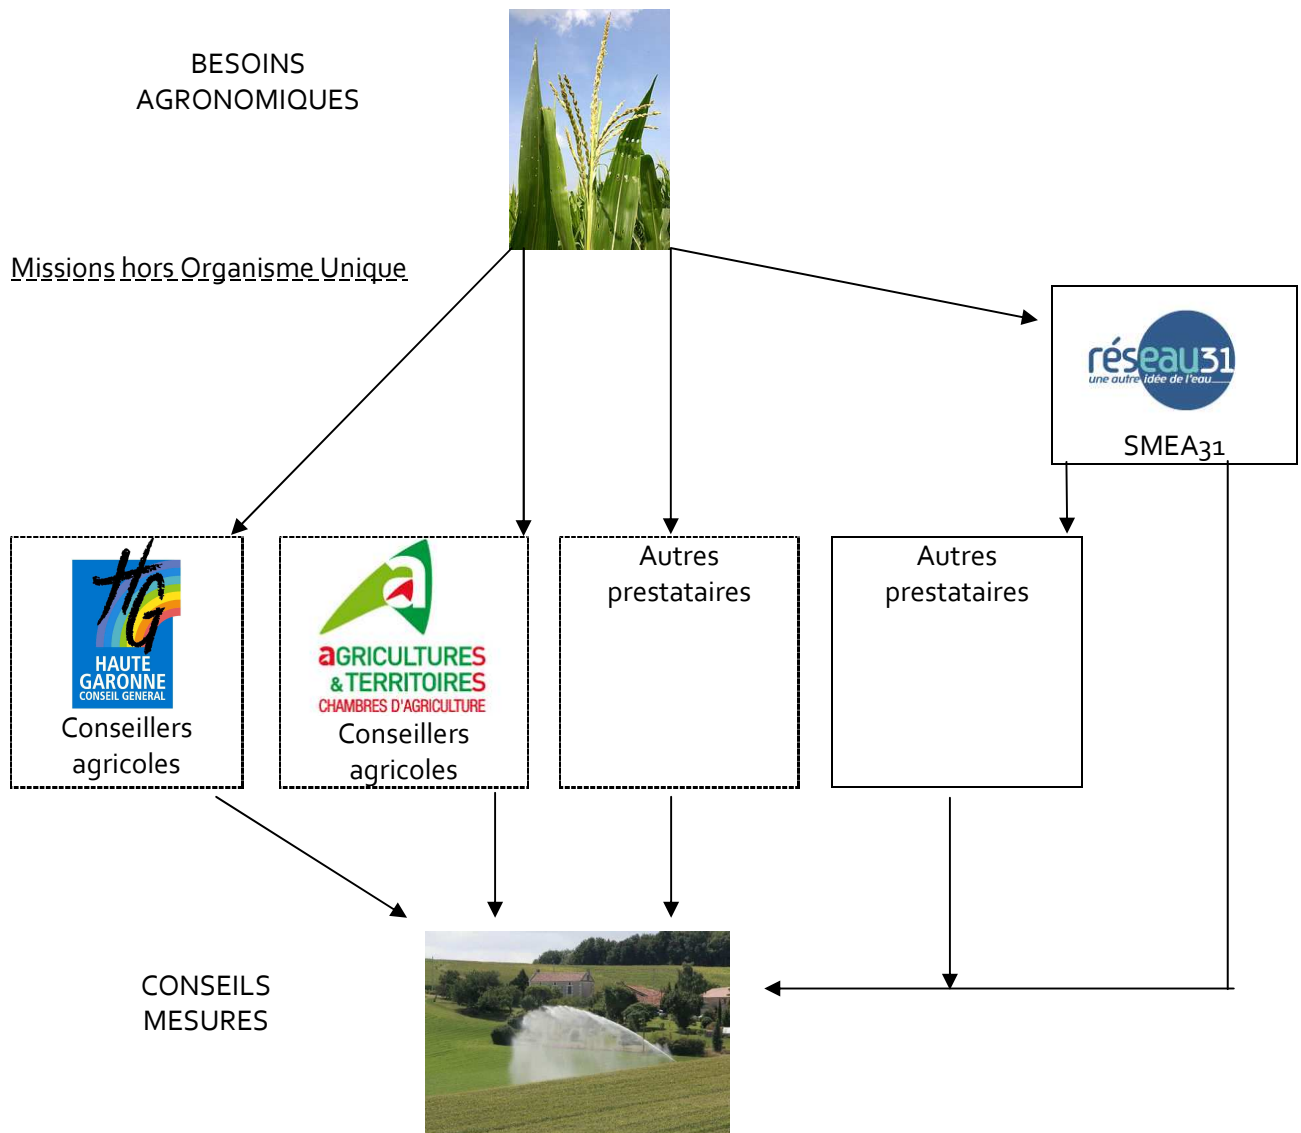 BESOINS
AGRONOMIQUES
Missions hors Organisme Unique
réseau31
une autre idée de l'eau
SMEA31
HG
HAUTE
GARONNE
CONSEIL GENERAL
Conseillers
agricoles
a
aGRICULTURES
&TERRITOIRES
CHAMBRES D'AGRICULTURE
Conseillers
agricoles
Autres
prestataires
Autres
prestataires
CONSEILS
MESURES